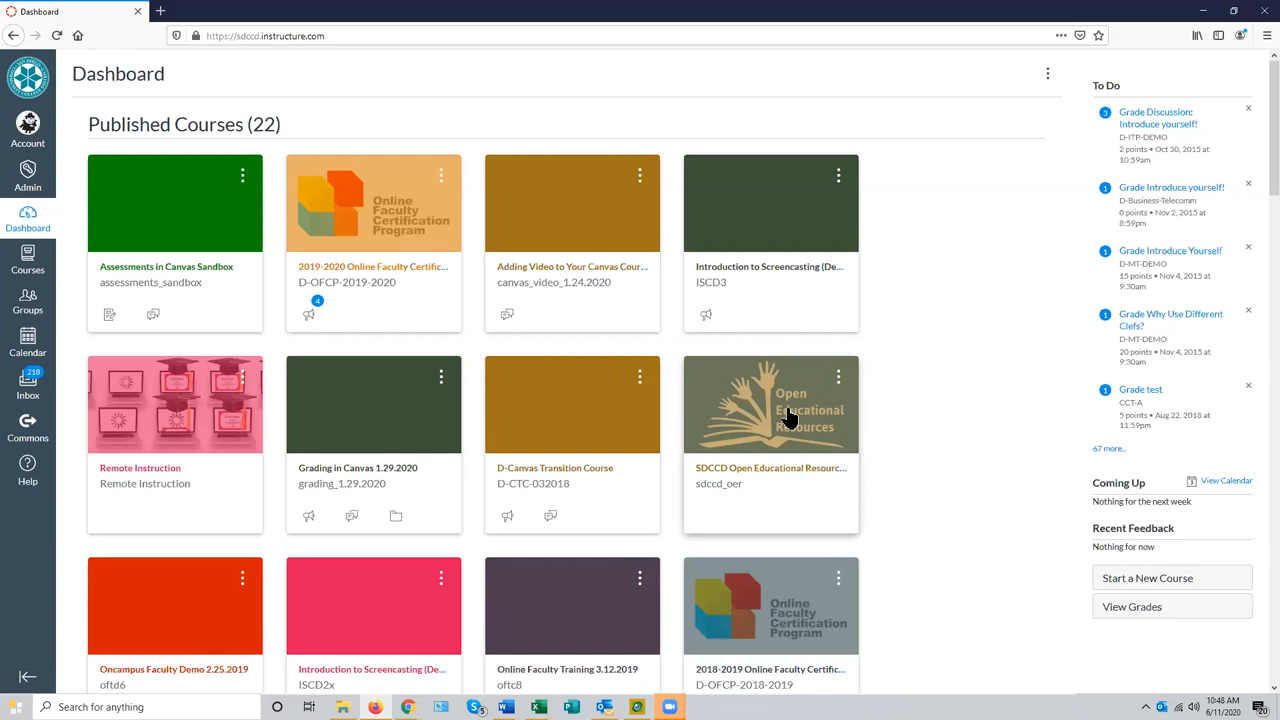 Dashboard
https://sdccd.instructure.com
Account
Admin
Dashboard
Courses
Groups
Calendar
218
Inbox
Commons
Help
Dashboard
Published Courses (22)
Assessments in Canvas Sandbox
assessments_sandbox
Online
Faculty
Certification
Program
2019-2020 Online Faculty Certific...
D-OFCP-2019-2020
4
Adding Video to Your Canvas Cour...
canvas_video_1.24.2020
Introduction to Screencasting (De...
ISCD3
Remote Instruction
Remote Instruction
Grading in Canvas 1.29.2020
grading_1.29.2020
D-Canvas Transition Course
D-CTC-032018
Open
Educational
Resources
SDCCD Open Educational Resourc...
sdccd_oer
Oncampus Faculty Demo 2.25.2019
oftd6
Introduction to Screencasting (De...
ISCD2x
Online Faculty Training 3.12.2019
oftc8
Online
Faculty
Certification
Program
2018-2019 Online Faculty Certific...
D-OFCP-2018-2019
To Do
3
Grade Discussion:
Introduce yourself!
D-ITP-DEMO
2 points • Oct 30, 2015 at
10:59am
1
Grade Introduce yourself!
D-Business-Telecomm
0 points • Nov 2, 2015 at
8:59pm
1
Grade Introduce Yourself
D-MT-DEMO
15 points • Nov 4, 2015 at
9:30am
1
Grade Why Use Different
Clefs?
D-MT-DEMO
20 points • Nov 4, 2015 at
9:30am
1
Grade test
CCT-A
5 points • Aug 22, 2018 at
11:59pm
67 more...
Coming Up
View Calendar
Nothing for the next week
Recent Feedback
Nothing for now
Start a New Course
View Grades
Search for anything
5
10:48 AM
6/11/2020
20